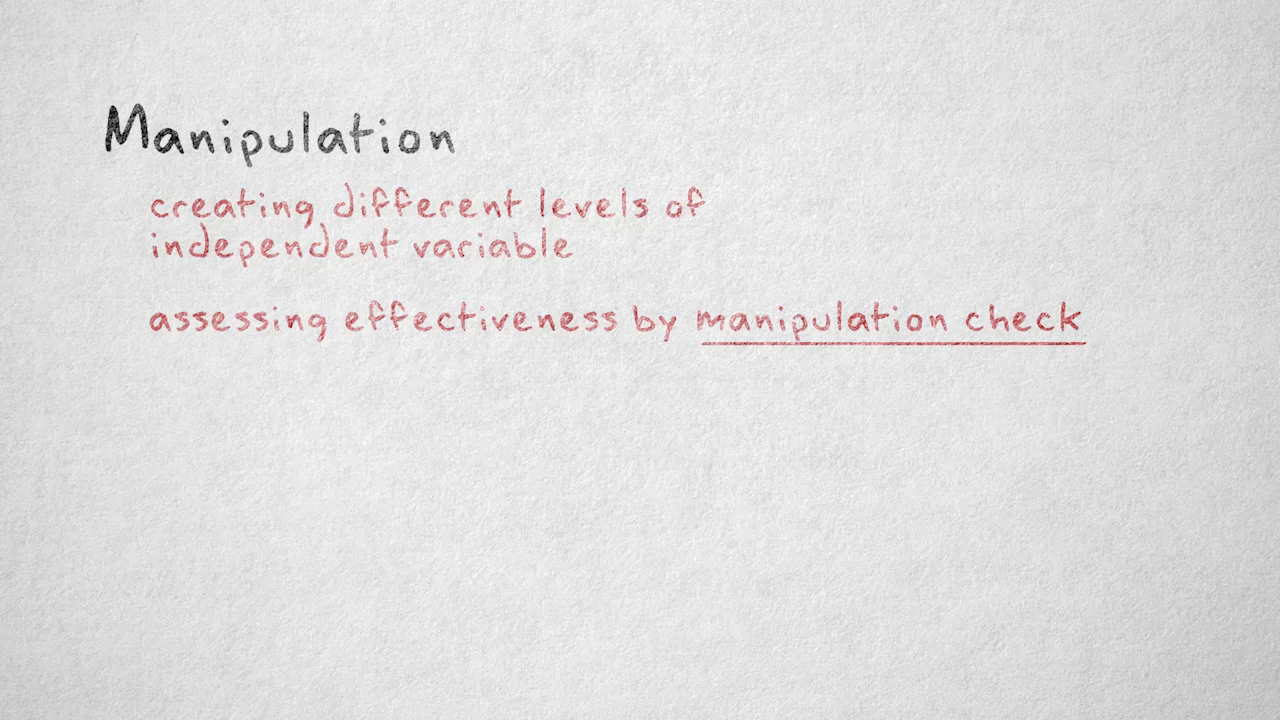 Manipulation
creating different levels of
independent variable
assessing effectiveness by manipulation check